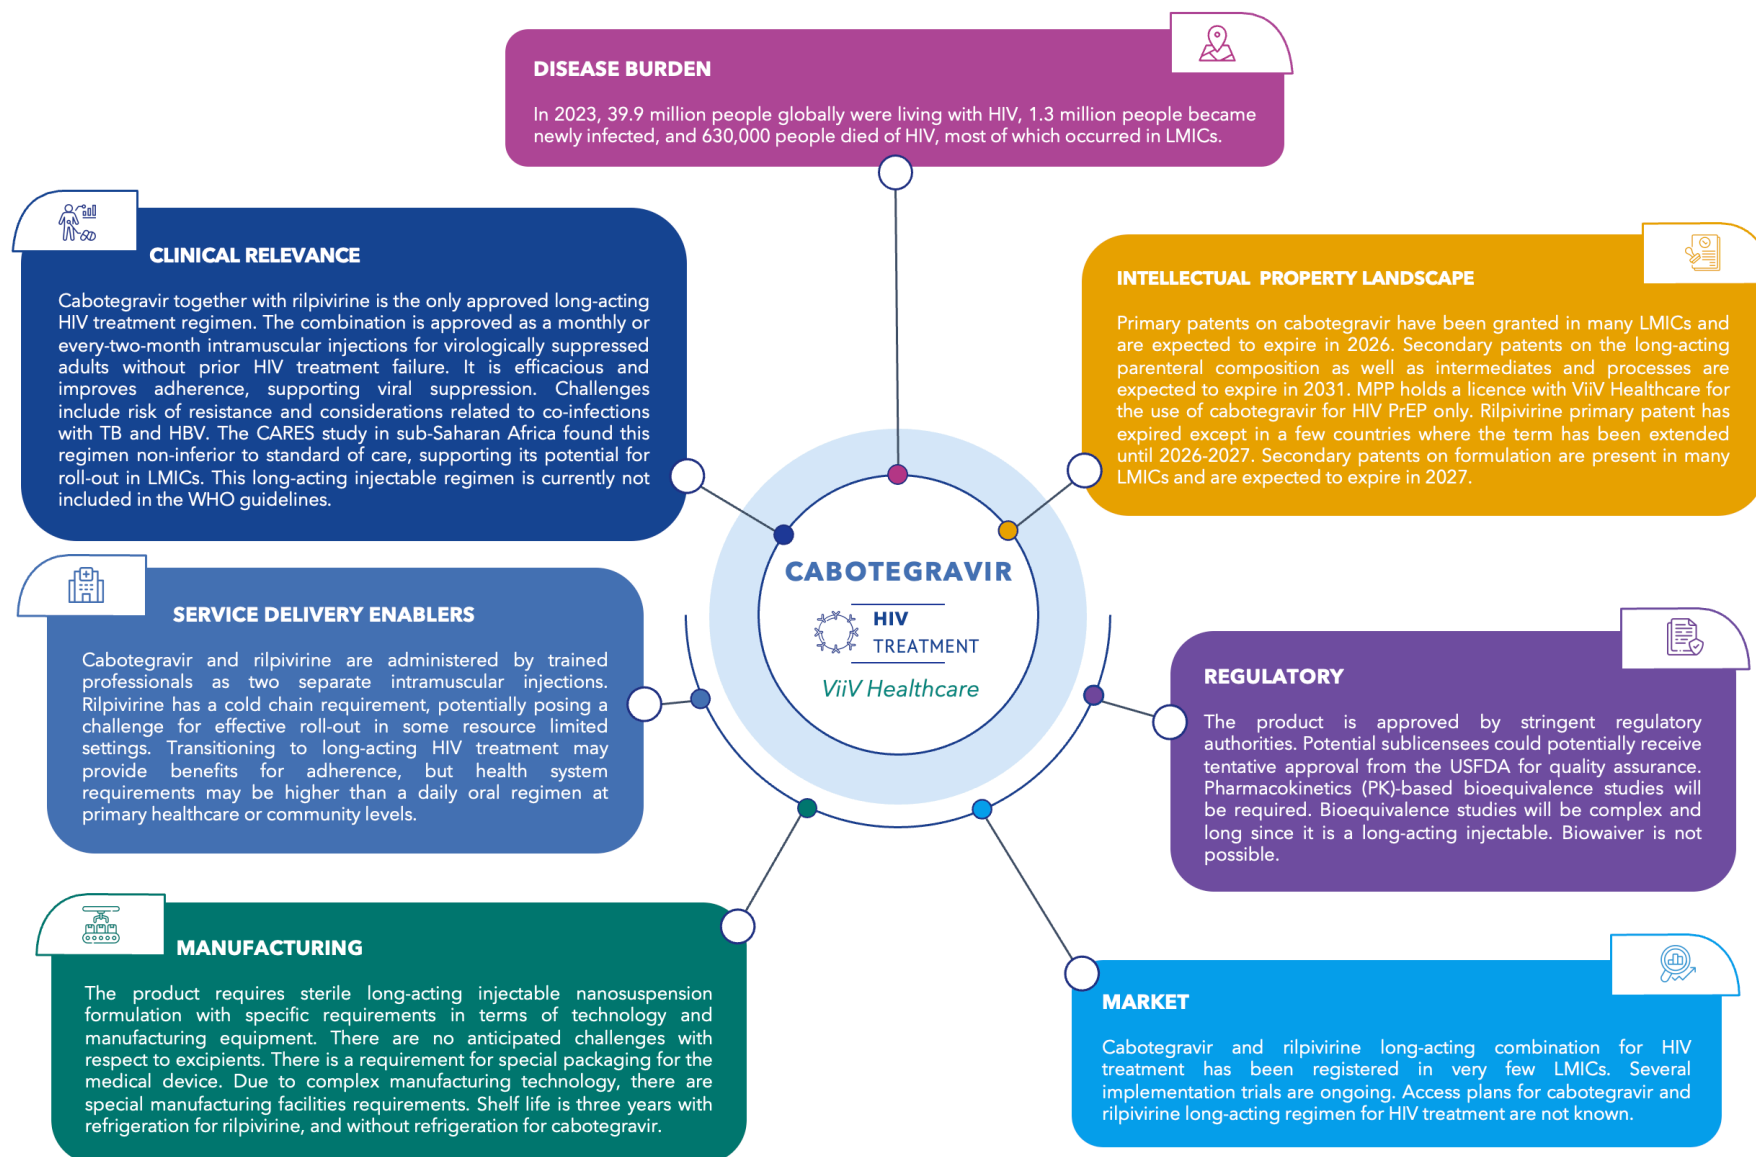 DISEASE BURDEN
In 2023, 39.9 million people globally were living with HIV, 1.3 million people became
newly infected, and 630,000 people died of HIV, most of which occurred in LMICs.
CLINICAL RELEVANCE
Cabotegravir together with rilpivirine is the only approved long-acting
HIV treatment regimen. The combination is approved as a monthly or
every-two-month intramuscular injections for virologically suppressed
adults without prior HIV treatment failure. It is efficacious and
improves adherence, supporting viral suppression. Challenges
include risk of resistance and considerations related to co-infections
with TB and HBV. The CARES study in sub-Saharan Africa found this
regimen non-inferior to standard of care, supporting its potential for
roll-out in LMICs. This long-acting injectable regimen is currently not
included in the WHO guidelines.
INTELLECTUAL PROPERTY LANDSCAPE
Primary patents on cabotegravir have been granted in many LMICs and
are expected to expire in 2026. Secondary patents on the long-acting
parenteral composition as well as intermediates and processes are
expected to expire in 2031. MPP holds a licence with ViiV Healthcare for
the use of cabotegravir for HIV PrEP only. Rilpivirine primary patent has
expired except in a few countries where the term has been extended
until 2026-2027. Secondary patents on formulation are present in many
LMICs and are expected to expire in 2027.
CABOTEGRAVIR
HIV
TREATMENT
ViiV Healthcare
SERVICE DELIVERY ENABLERS
Cabotegravir and rilpivirine are administered by trained
professionals as two separate intramuscular injections.
Rilpivirine has a cold chain requirement, potentially posing a
challenge for effective roll-out in some resource limited
settings. Transitioning to long-acting HIV treatment may
provide benefits for adherence, but health system
requirements may be higher than a daily oral regimen at
primary healthcare or community levels.
REGULATORY
The product is approved by stringent regulatory
authorities. Potential sublicensees could potentially receive
tentative approval from the USFDA for quality assurance.
Pharmacokinetics (PK)-based bioequivalence studies will
be required. Bioequivalence studies will be complex and
long since it is a long-acting injectable. Biowaiver is not
possible.
MANUFACTURING
The product requires sterile long-acting injectable nanosuspension
formulation with specific requirements in terms of technology and
manufacturing equipment. There are no anticipated challenges with
respect to excipients. There is a requirement for special packaging for the
medical device. Due to complex manufacturing technology, there are
special manufacturing facilities requirements. Shelf life is three years with
refrigeration for rilpivirine, and without refrigeration for cabotegravir.
MARKET
Cabotegravir and rilpivirine long-acting combination for HIV
treatment has been registered in very few LMICs. Several
implementation trials are ongoing. Access plans for cabotegravir and
rilpivirine long-acting regimen for HIV treatment are not known.